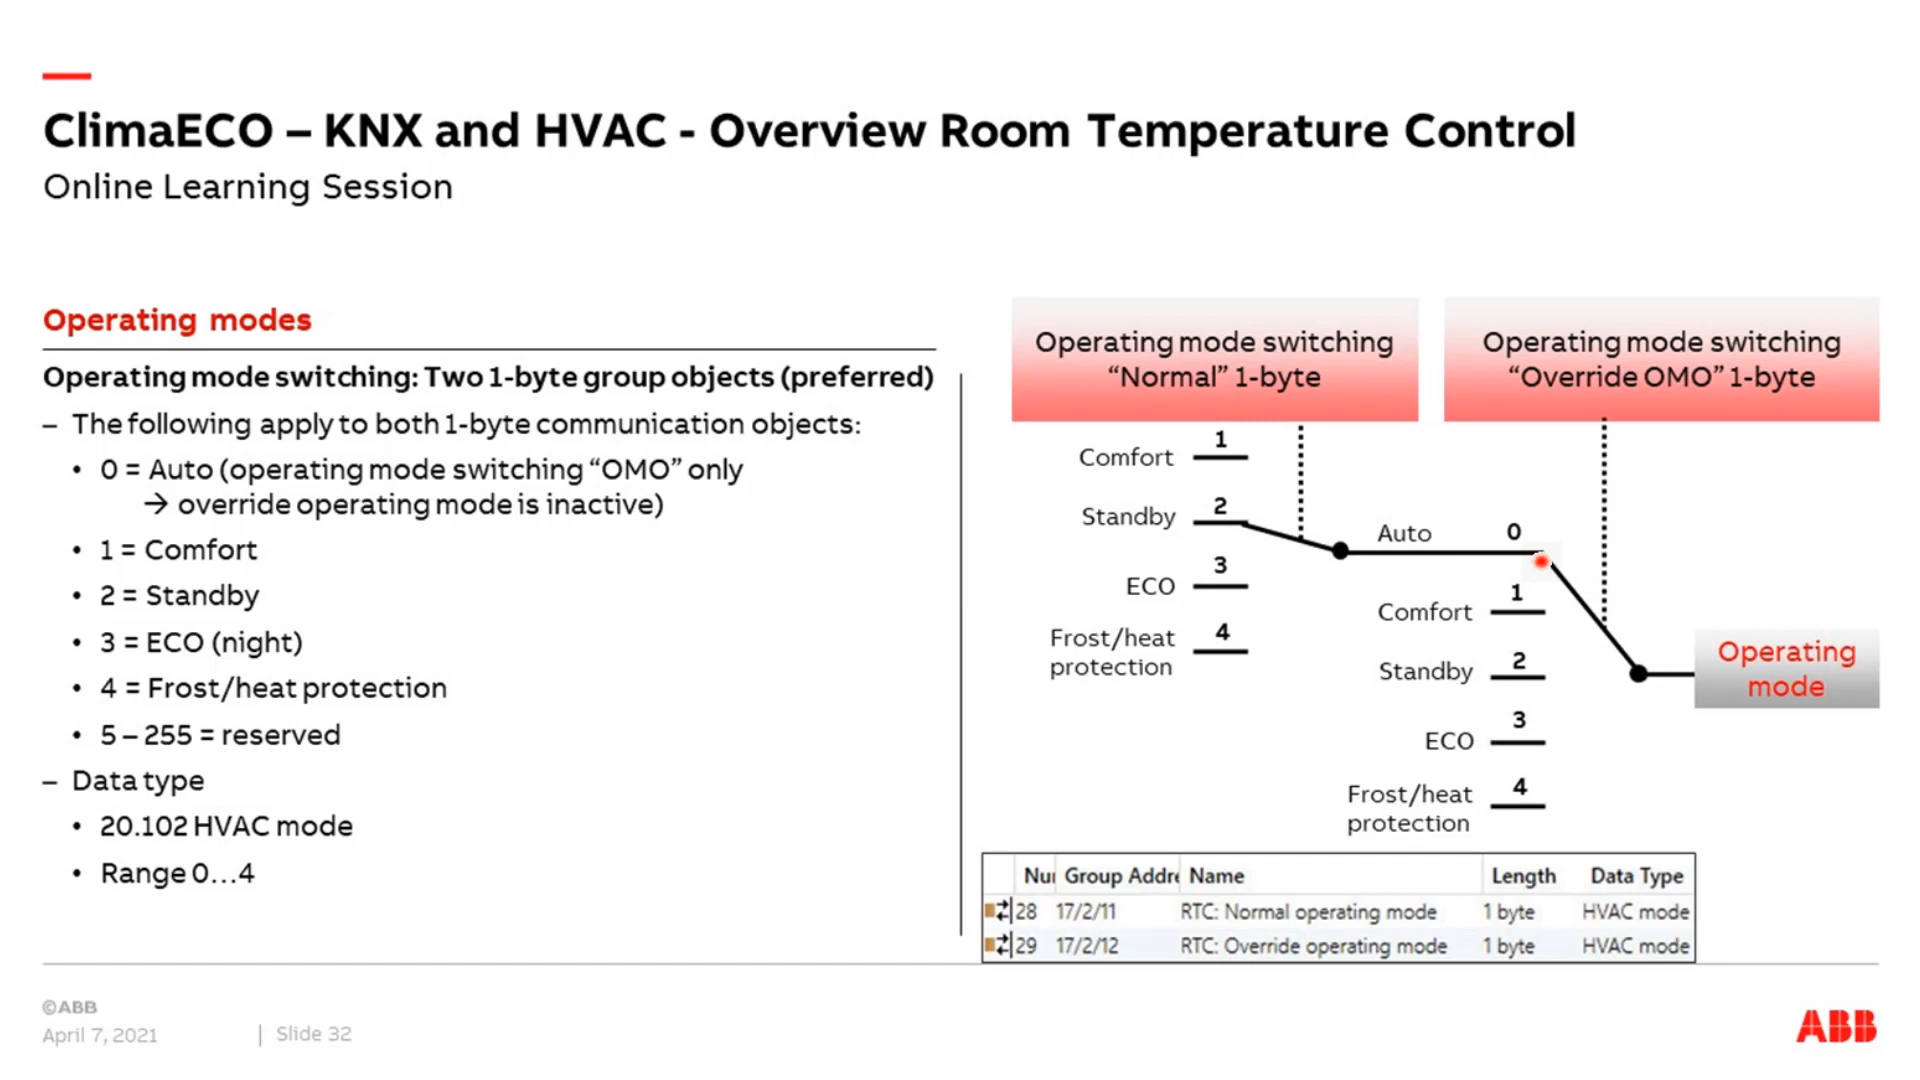 ClimaECO – KNX and HVAC - Overview Room Temperature Control
Online Learning Session
Operating modes
Operating mode switching: Two 1-byte group objects (preferred)
– The following apply to both 1-byte communication objects:
• 0 = Auto (operating mode switching “OMO” only
→ override operating mode is inactive)
• 1 = Comfort
• 2 = Standby
• 3 = ECO (night)
• 4 = Frost/heat protection
• 5 – 255 = reserved
– Data type
• 20.102 HVAC mode
• Range 0...4
Operating mode switching
“Normal” 1-byte
Operating mode switching
“Override OMO” 1-byte
Comfort 1
Standby 2
ECO 3
Frost/heat 4
protection
Auto 0
Comfort 1
Standby 2
ECO 3
Frost/heat 4
protection
Operating
mode
Nu Group Addr Name Length Data Type
28 17/2/11 RTC: Normal operating mode 1 byte HVAC mode
29 17/2/12 RTC: Override operating mode 1 byte HVAC mode
©ABB
April 7, 2021 | Slide 32
ABB